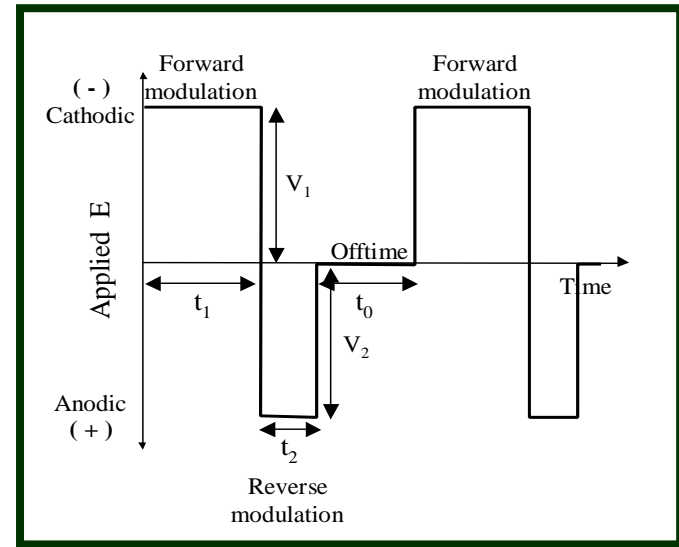 Forward
modulation
Forward
modulation
( - )
Cathodic
V1
Applied E
Offtime
Time
t1
t0
V2
Anodic
( + )
t2
Reverse
modulation